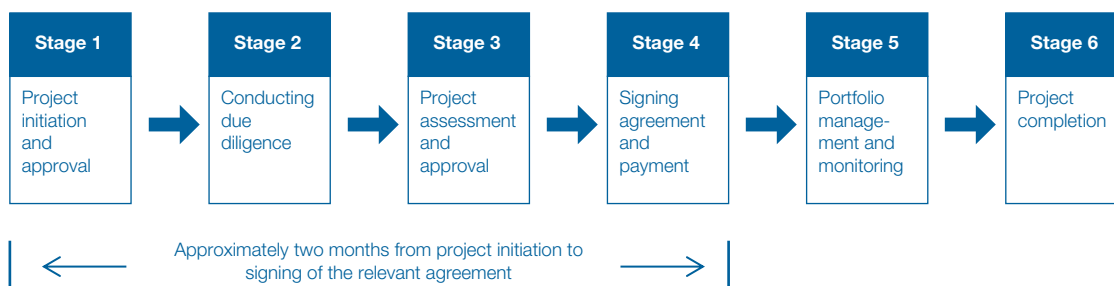 Stage 1
Project
initiation
and
approval
Stage 2
Conducting
due
diligence
Stage 3
Project
assessment
and
approval
Stage 4
Signing
agreement
and
payment
Stage 5
Portfolio
manage-
ment and
monitoring
Stage 6
Project
completion
Approximately two months from project initiation to
signing of the relevant agreement